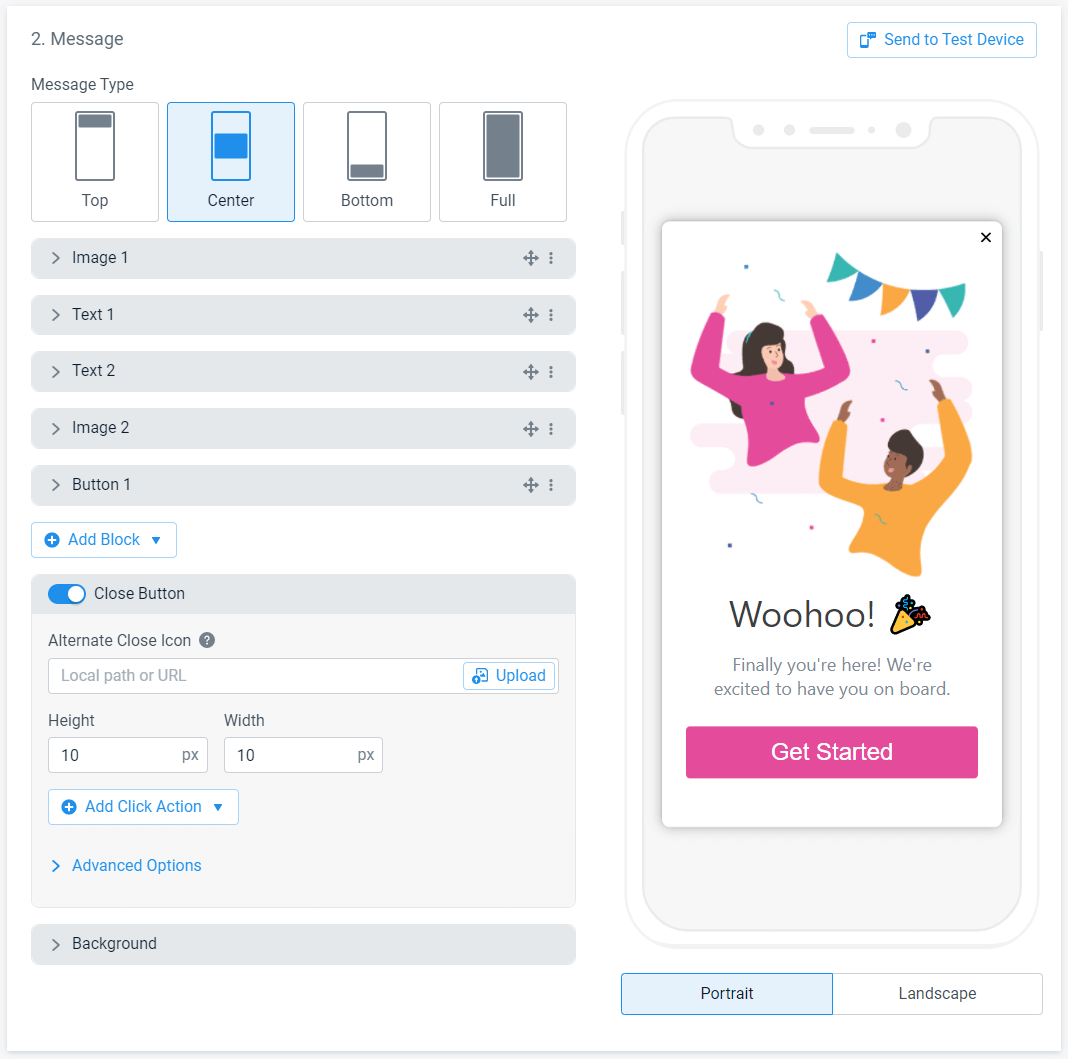 2. Message
Send to Test Device
Message Type
Top
Center
Bottom
Full
Image 1
Text 1
Text 2
Image 2
Button 1
Add Block
Close Button
Alternate Close Icon ?
Local path or URL
Upload
Height
Width
10 px
10 px
Add Click Action
Advanced Options
Background
Woohoo! 🎉
Finally you're here! We're
excited to have you on board.
Get Started
Portrait
Landscape